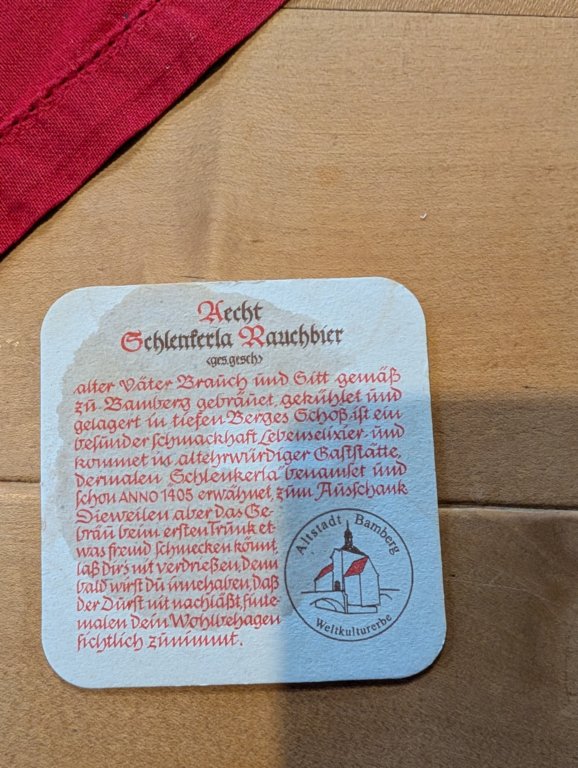 Aecht
Schlenkerla Rauchbier
<ges.gesch>
alter Väter Brauch und Sitt gemäß
zu Bamberg gebräuet, gekühlet und
gelagert in tiefen Berges Schoß ist ein
besunder schmackhaft Lebenselixier und
kommet in altehrwürdiger Gaststätte,
dermalen „Schlenkerla“ benamset und
schon ANNO 1405 erwähnet, zum Ausschank
Dieweilen aber das Ge-
bräu beim ersten Trunk et-
was fremd schmecken könnt,
laß Dir's nit verdrießen, denn
bald wirst Du innehaben, daß
der Durst nit nachläßt, sinte-
malen dein Wohlbehagen
sichtlich zunimmt.
Altstadt Bamberg
Weltkulturerbe